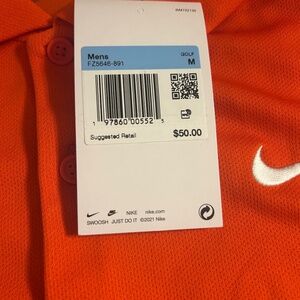 Mens
GOLF
FZ5646-891
M
1 97860 00552 5
Suggested Retail
$50.00
NIKE nike.com
SWOOSH JUST DO IT ©2021 Nike